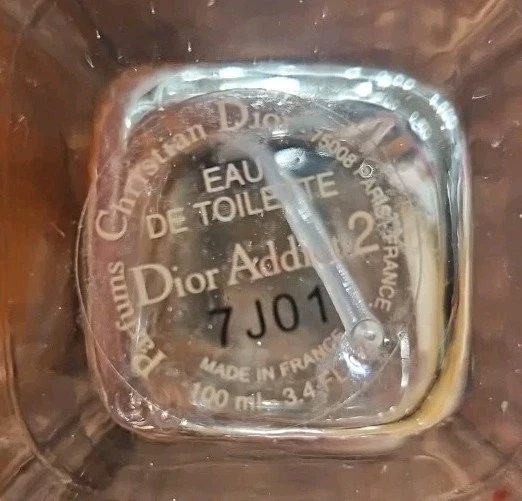 Parfums Christian Dior
75008 PARIS FRANCE
EAU
DE TOILETTE
Dior Addict 2
7J01
MADE IN FRANCE
100 ml - 3.4 FL